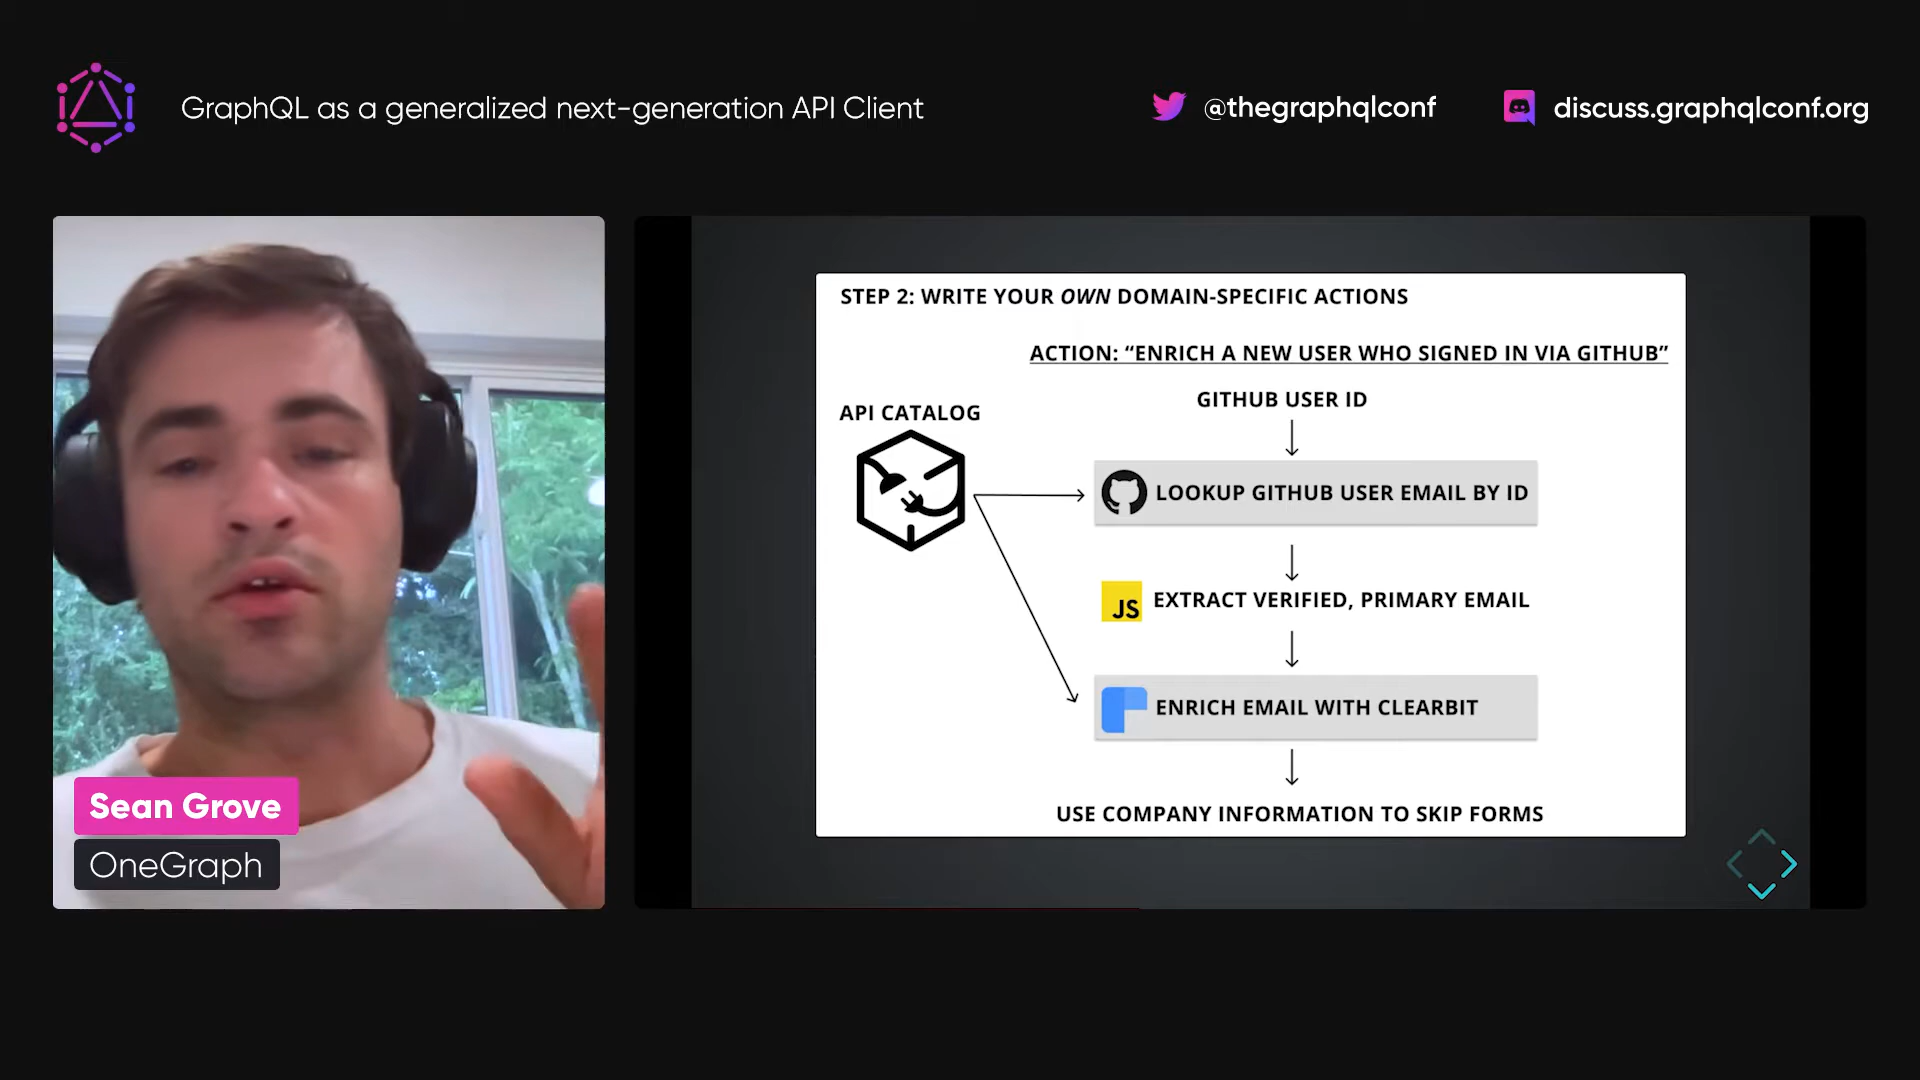 GraphQL as a generalized next-generation API Client
@thegraphqlconf
discuss.graphqlconf.org
STEP 2: WRITE YOUR OWN DOMAIN-SPECIFIC ACTIONS
ACTION: “ENRICH A NEW USER WHO SIGNED IN VIA GITHUB”
GITHUB USER ID
API CATALOG
LOOKUP GITHUB USER EMAIL BY ID
JS EXTRACT VERIFIED, PRIMARY EMAIL
ENRICH EMAIL WITH CLEARBIT
USE COMPANY INFORMATION TO SKIP FORMS
Sean Grove
OneGraph